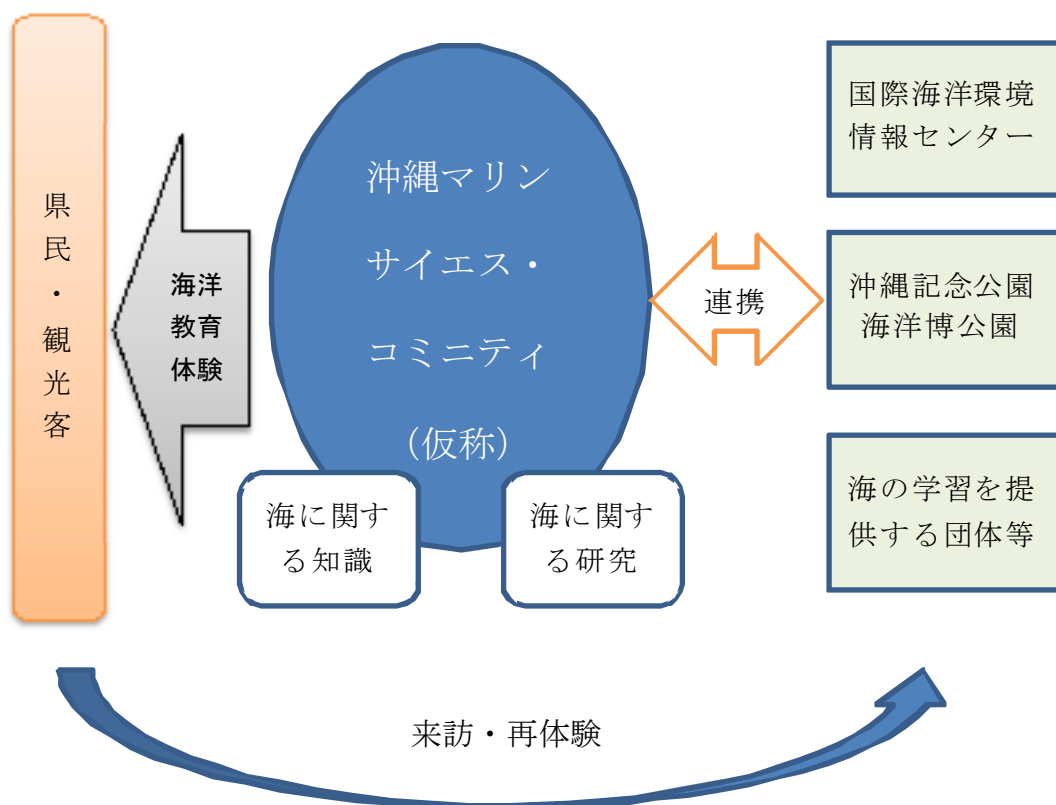 県民・観光客
海洋
教育
体験
沖縄マリン
サイエス・
コミニティ
（仮称）
海に関す
る知識
海に関す
る研究
連携
国際海洋環境
情報センター
沖縄記念公園
海洋博公園
海の学習を提
供する団体等
来訪・再体験